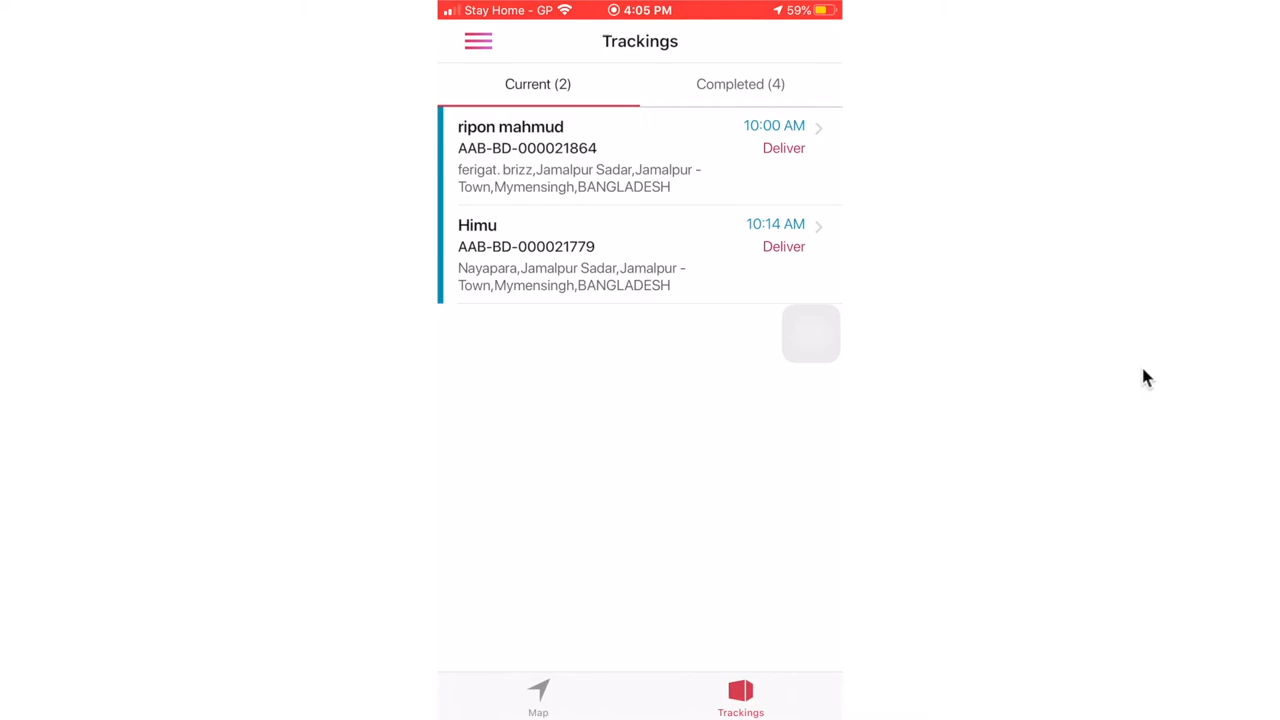 Stay Home - GP 4:05 PM 59%
Trackings
Current (2) Completed (4)
ripon mahmud 10:00 AM
AAB-BD-000021864 Deliver
ferigat. brizz,Jamalpur Sadar,Jamalpur -
Town,Mymensingh,BANGLADESH
Himu 10:14 AM
AAB-BD-000021779 Deliver
Nayapara,Jamalpur Sadar,Jamalpur -
Town,Mymensingh,BANGLADESH
Map Trackings